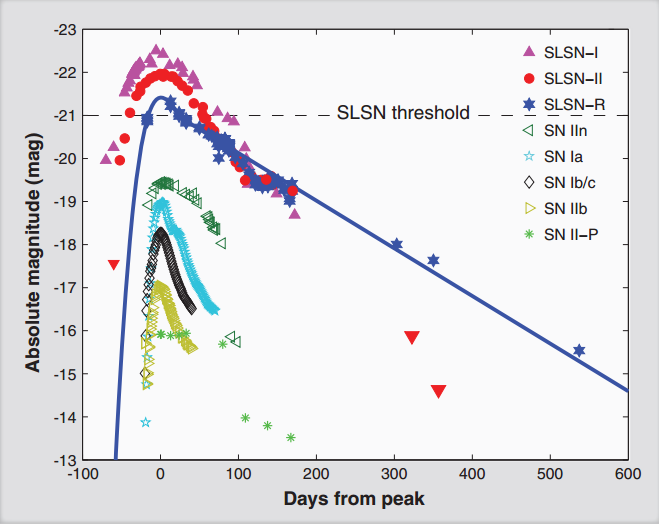 -23
-22
-21
-20
-19
-18
-17
-16
-15
-14
-13
Absolute magnitude (mag)
SLSN–I
SLSN–II
SLSN–R
SLSN threshold
SN IIn
SN Ia
SN Ib/c
SN IIb
SN II–P
-100 0 100 200 300 400 500 600
Days from peak